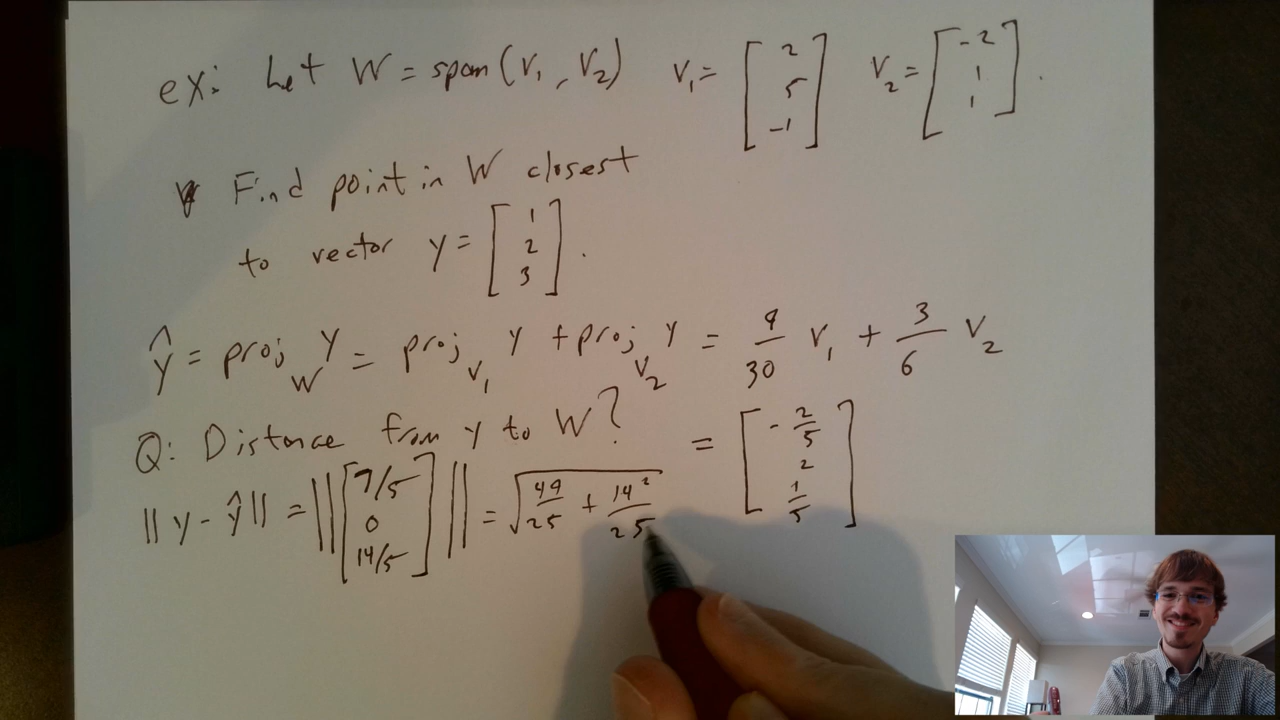 ex: Let W = span(v₁, v₂) v₁ = [2 5 -1] v₂ = [-2 1 1].
Find point in W closest
to vector y = [1 2 3].
ŷ = proj_W y = proj_v₁ y + proj_v₂ y = 9/30 v₁ + 3/6 v₂
Q: Distance from y to W? = [-2/5 2 1/5]
||y - ŷ|| = ||[7/5 0 14/5]|| = √(49/25 + 14²/25)